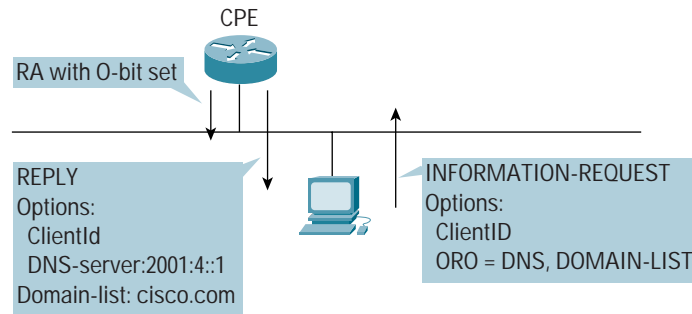 CPE
RA with O-bit set
REPLY
Options:
ClientId
DNS-server:2001:4::1
Domain-list: cisco.com
INFORMATION-REQUEST
Options:
ClientID
ORO = DNS, DOMAIN-LIST